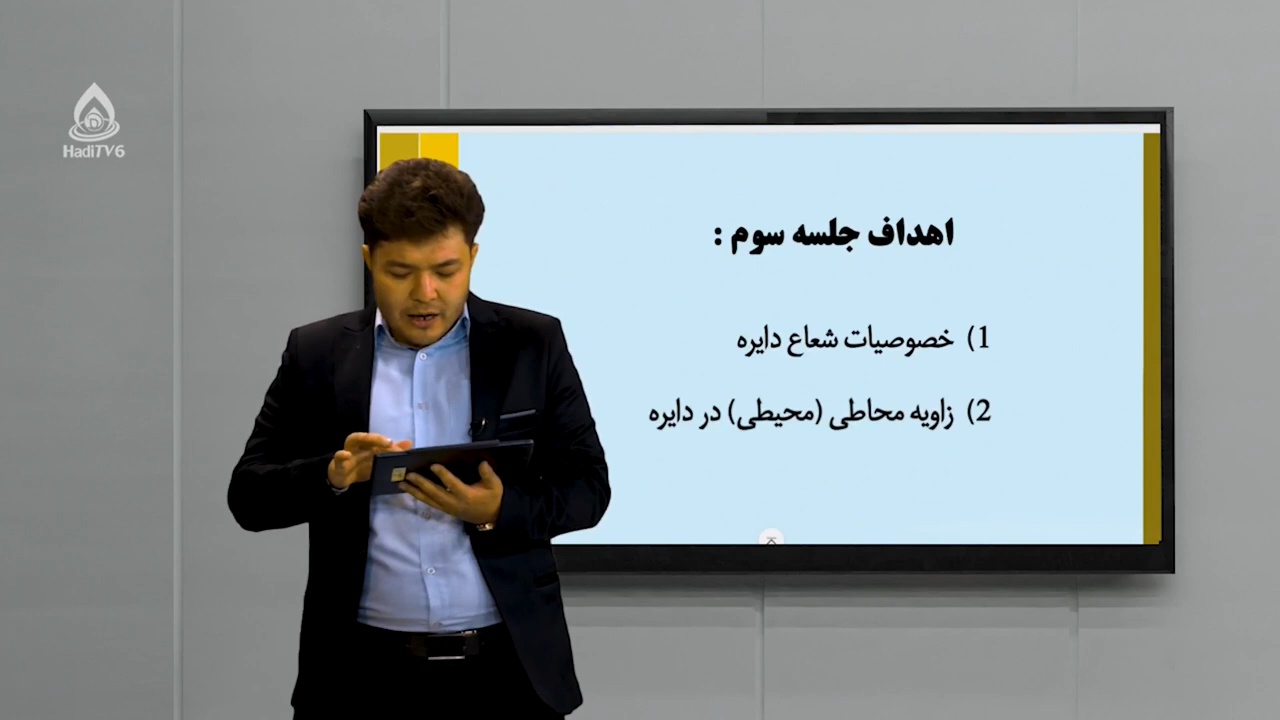 HadiTV6
اهداف جلسه سوم :
1) خصوصیات شعاع دایره
2) زاویه محاطی (محیطی) در دایره